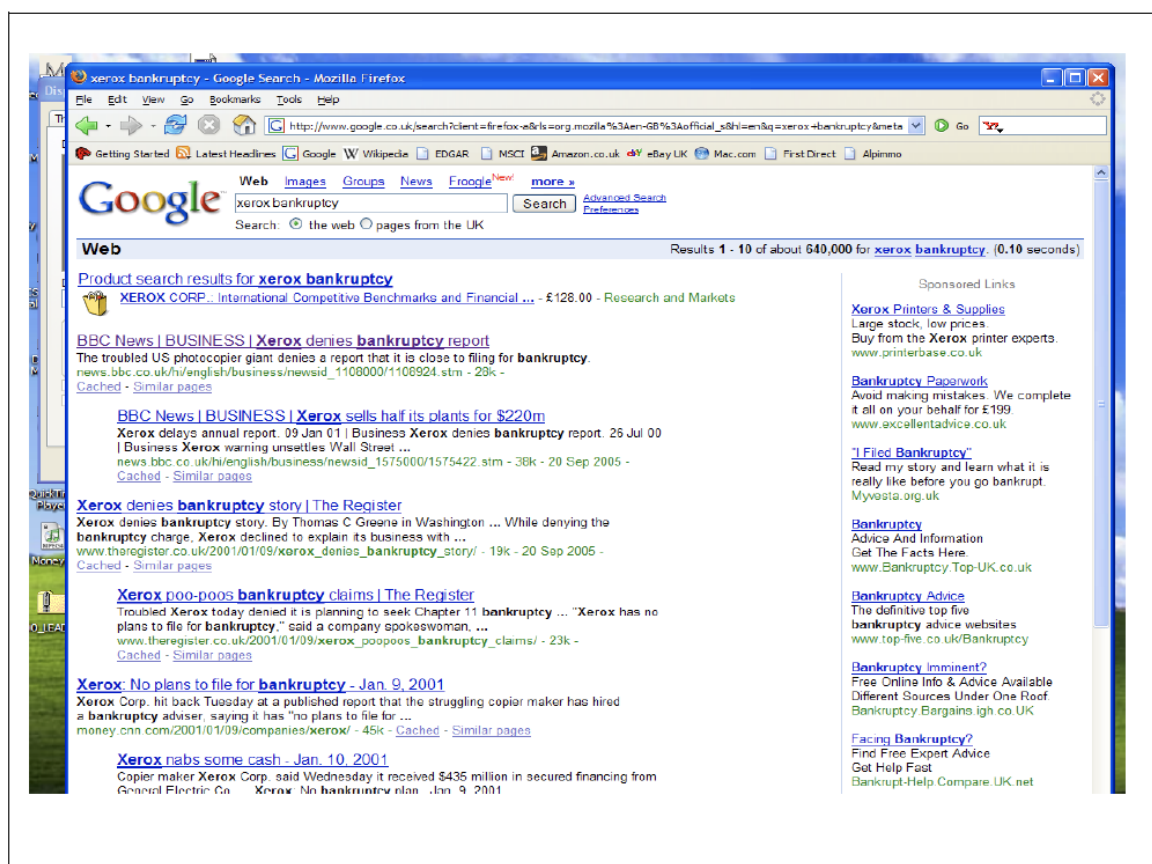 xerox bankruptcy - Google Search - Mozilla Firefox
File Edit View Go Bookmarks Tools Help
http://www.google.co.uk/search?client=firefox-a&rls=org.mozilla%3Aen-GB%3Aofficial_s&hl=en&q=xerox+bankruptcy&meta Go
Getting Started Latest Headlines Google Wikipedia EDGAR NSCI Amazon.co.uk eBay UK Mac.com First Direct Alpimmo
Web Images Groups News Froogle New! more »
Google
xerox bankruptcy Search Advanced Search
Preferences
Search: the web pages from the UK
Web Results 1 - 10 of about 640,000 for xerox bankruptcy. (0.10 seconds)
Product search results for xerox bankruptcy
XEROX CORP.: International Competitive Benchmarks and Financial ... - £128.00 - Research and Markets
BBC News | BUSINESS | Xerox denies bankruptcy report
The troubled US photocopier giant denies a report that it is close to filing for bankruptcy.
news.bbc.co.uk/hi/english/business/newsid_1108000/1108924.stm - 28k -
Cached - Similar pages
BBC News | BUSINESS | Xerox sells half its plants for $220m
Xerox delays annual report. 09 Jan 01 | Business Xerox denies bankruptcy report. 26 Jul 00
| Business Xerox warning unsettles Wall Street ...
news.bbc.co.uk/hi/english/business/newsid_1575000/1575422.stm - 38k - 20 Sep 2005 -
Cached - Similar pages
Xerox denies bankruptcy story | The Register
Xerox denies bankruptcy story. By Thomas C Greene in Washington ... While denying the
bankruptcy charge, Xerox declined to explain its business with ...
www.theregister.co.uk/2001/01/09/xerox_denies_bankruptcy_story/ - 19k - 20 Sep 2005 -
Cached - Similar pages
Xerox poo-poos bankruptcy claims | The Register
Troubled Xerox today denied it is planning to seek Chapter 11 bankruptcy ... "Xerox has no
plans to file for bankruptcy," said a company spokeswoman, ...
www.theregister.co.uk/2001/01/09/xerox_poopoos_bankruptcy_claims/ - 23k -
Cached - Similar pages
Xerox: No plans to file for bankruptcy - Jan. 9, 2001
Xerox Corp. hit back Tuesday at a published report that the struggling copier maker has hired
a bankruptcy adviser, saying it has "no plans to file for ...
money.cnn.com/2001/01/09/companies/xerox/ - 45k - Cached - Similar pages
Xerox nabs some cash - Jan. 10, 2001
Copier maker Xerox Corp. said Wednesday it received $435 million in secured financing from
General Electric Co. ... Xerox: No bankruptcy plan. Jan. 9, 2001
Sponsored Links
Xerox Printers & Supplies
Large stock, low prices.
Buy from the Xerox printer experts.
www.printerbase.co.uk
Bankruptcy Paperwork
Avoid making mistakes. We complete
it all on your behalf for £199.
www.excellentadvice.co.uk
"I Filed Bankruptcy"
Read my story and learn what it is
really like before you go bankrupt.
Myvesta.org.uk
Bankruptcy
Advice And Information
Get The Facts Here.
www.Bankruptcy.Top-UK.co.uk
Bankruptcy Advice
The definitive top five
bankruptcy advice websites
www.top-five.co.uk/Bankruptcy
Bankruptcy Imminent?
Free Online Info & Advice Available
Different Sources Under One Roof.
Bankruptcy.Bargains.igh.co.UK
Facing Bankruptcy?
Find Free Expert Advice
Get Help Fast
Bankrupt-Help.Compare.UK.net
Money